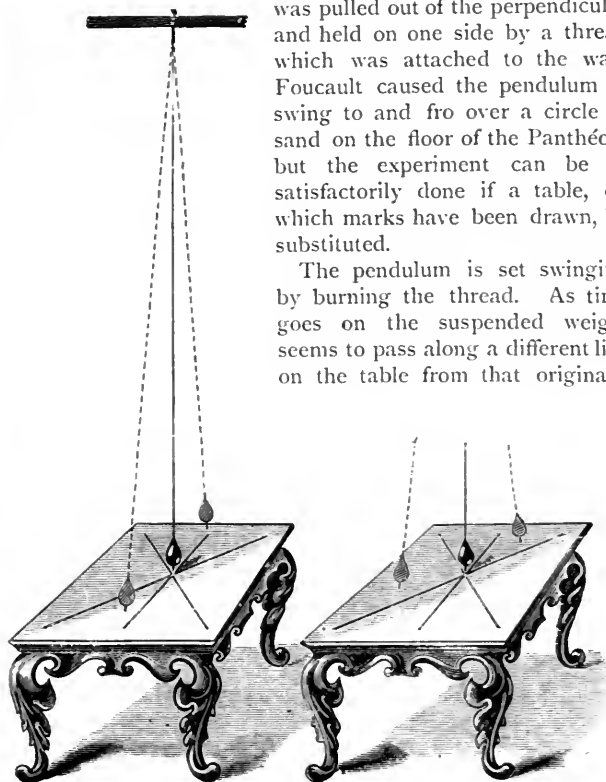 was pulled out of the perpendicul
and held on one side by a thre
which was attached to the wa
Foucault caused the pendulum
swing to and fro over a circle
sand on the floor of the Panthéo
but the experiment can be
satisfactorily done if a table,
which marks have been drawn,
substituted.
The pendulum is set swingi
by burning the thread. As tim
goes on the suspended weig
seems to pass along a different li
on the table from that origina